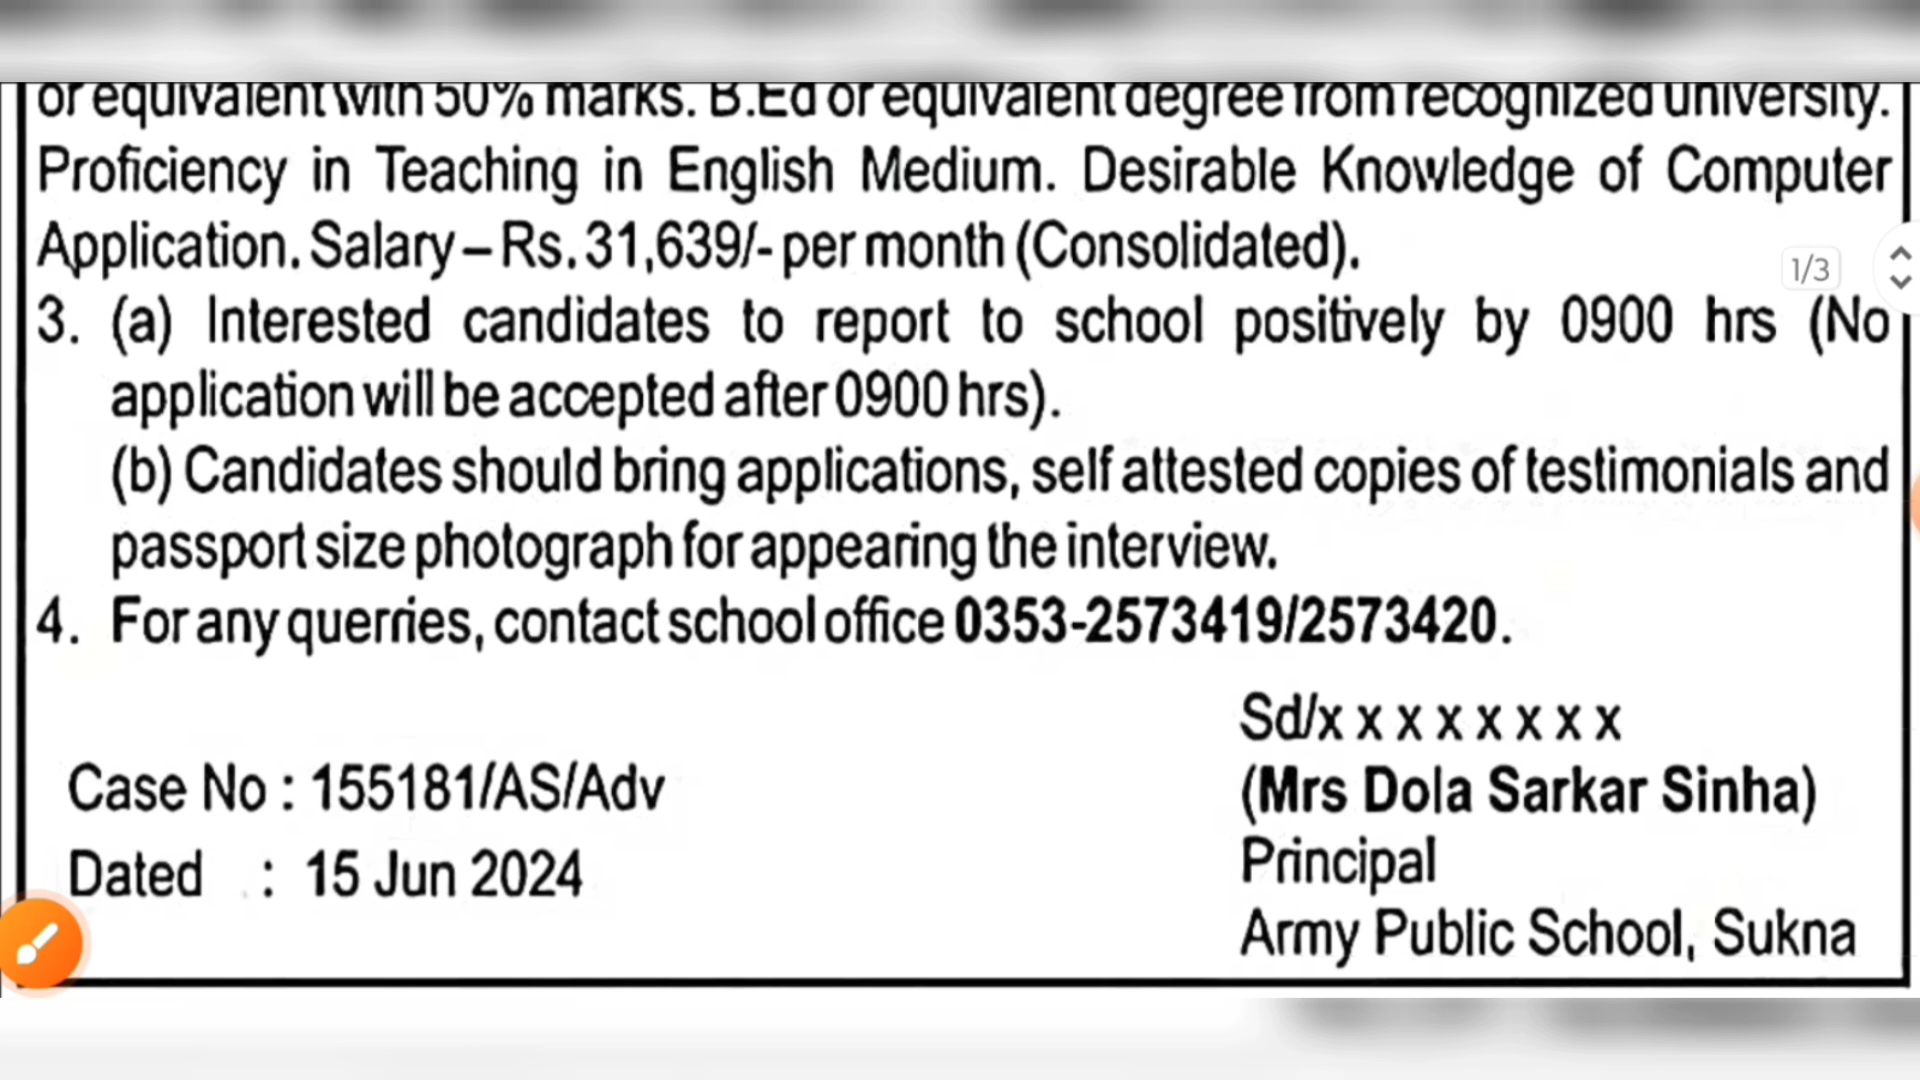 or equivalent with 50% marks. B.Ed or equivalent degree from recognized university.
Proficiency in Teaching in English Medium. Desirable Knowledge of Computer
Application. Salary – Rs. 31,639/- per month (Consolidated).
1/3
3. (a) Interested candidates to report to school positively by 0900 hrs (No
application will be accepted after 0900 hrs).
(b) Candidates should bring applications, self attested copies of testimonials and
passport size photograph for appearing the interview.
4. For any querries, contact school office 0353-2573419/2573420.
Sd/x x x x x x x x
Case No : 155181/AS/Adv
(Mrs Dola Sarkar Sinha)
Dated : 15 Jun 2024
Principal
Army Public School, Sukna